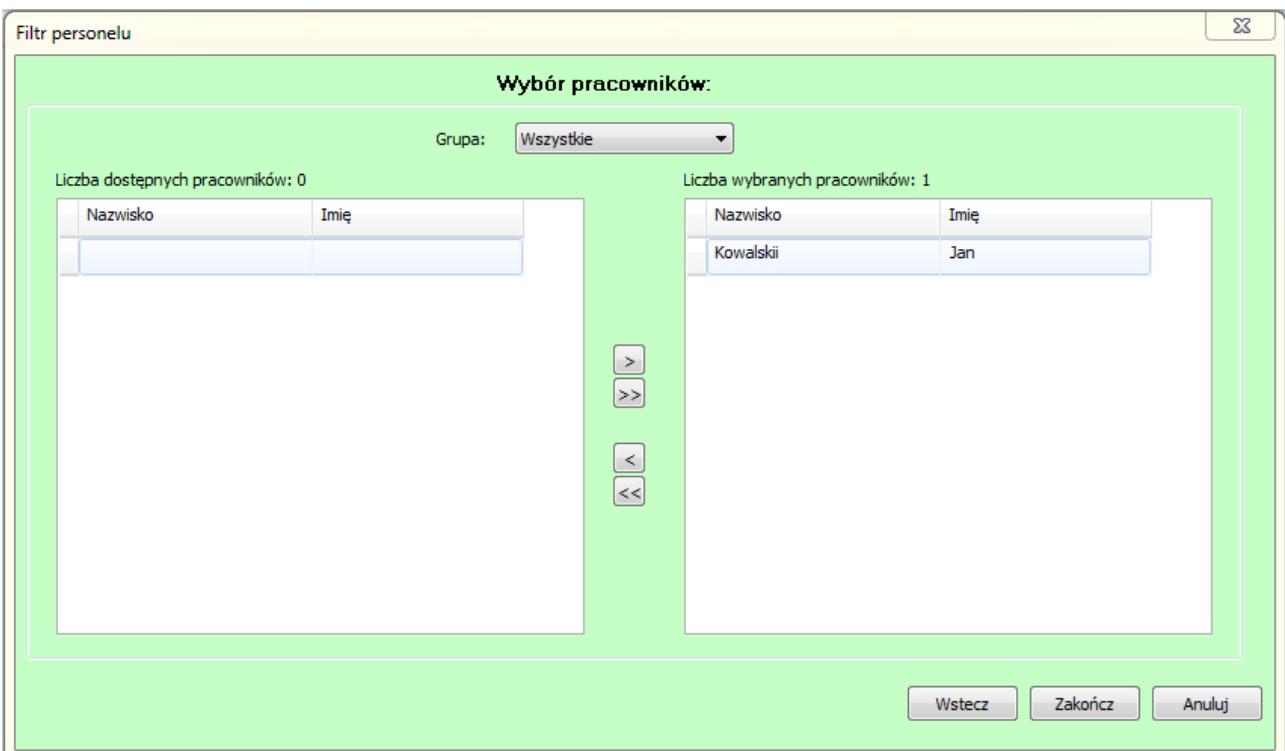 Filtr personelu
Wybór pracowników:
Grupa: Wszystkie
Liczba dostępnych pracowników: 0
Nazwisko Imię
Liczba wybranych pracowników: 1
Nazwisko Imię
Kowalskii Jan
>
>>
<
<<
Wstecz Zakończ Anuluj